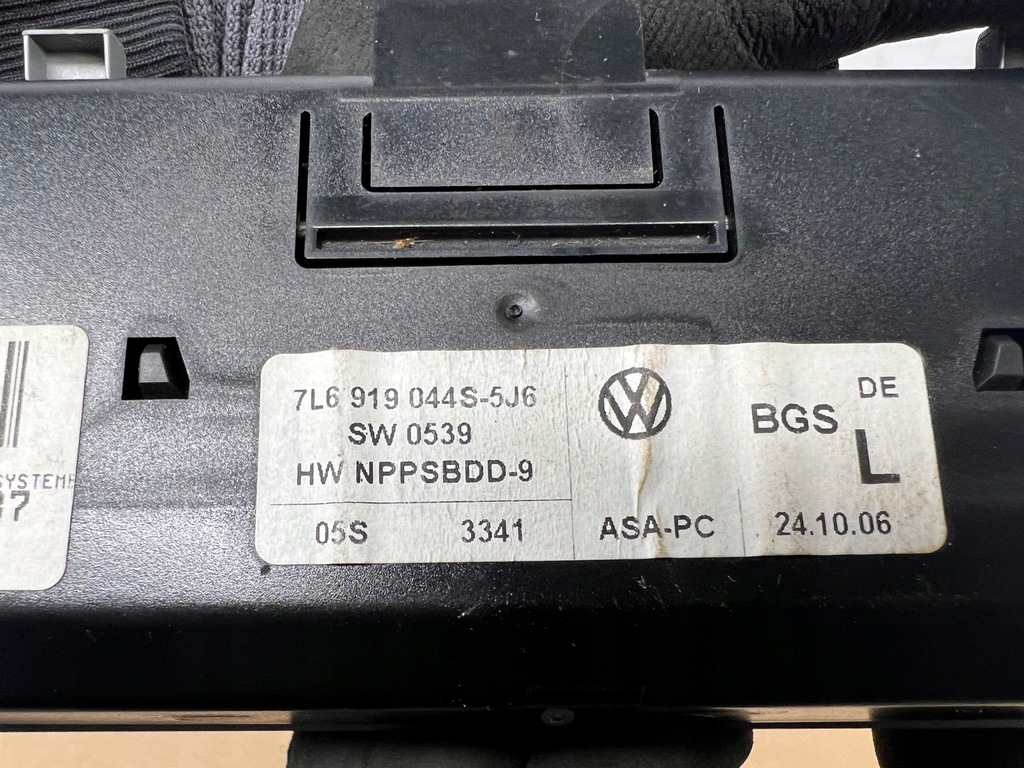 7L6 919 044S-5J6
SW 0539
HW NPPSBDD-9
05S 3341
ASA-PC
BGS
DE
L
24.10.06
SYSTEME
37